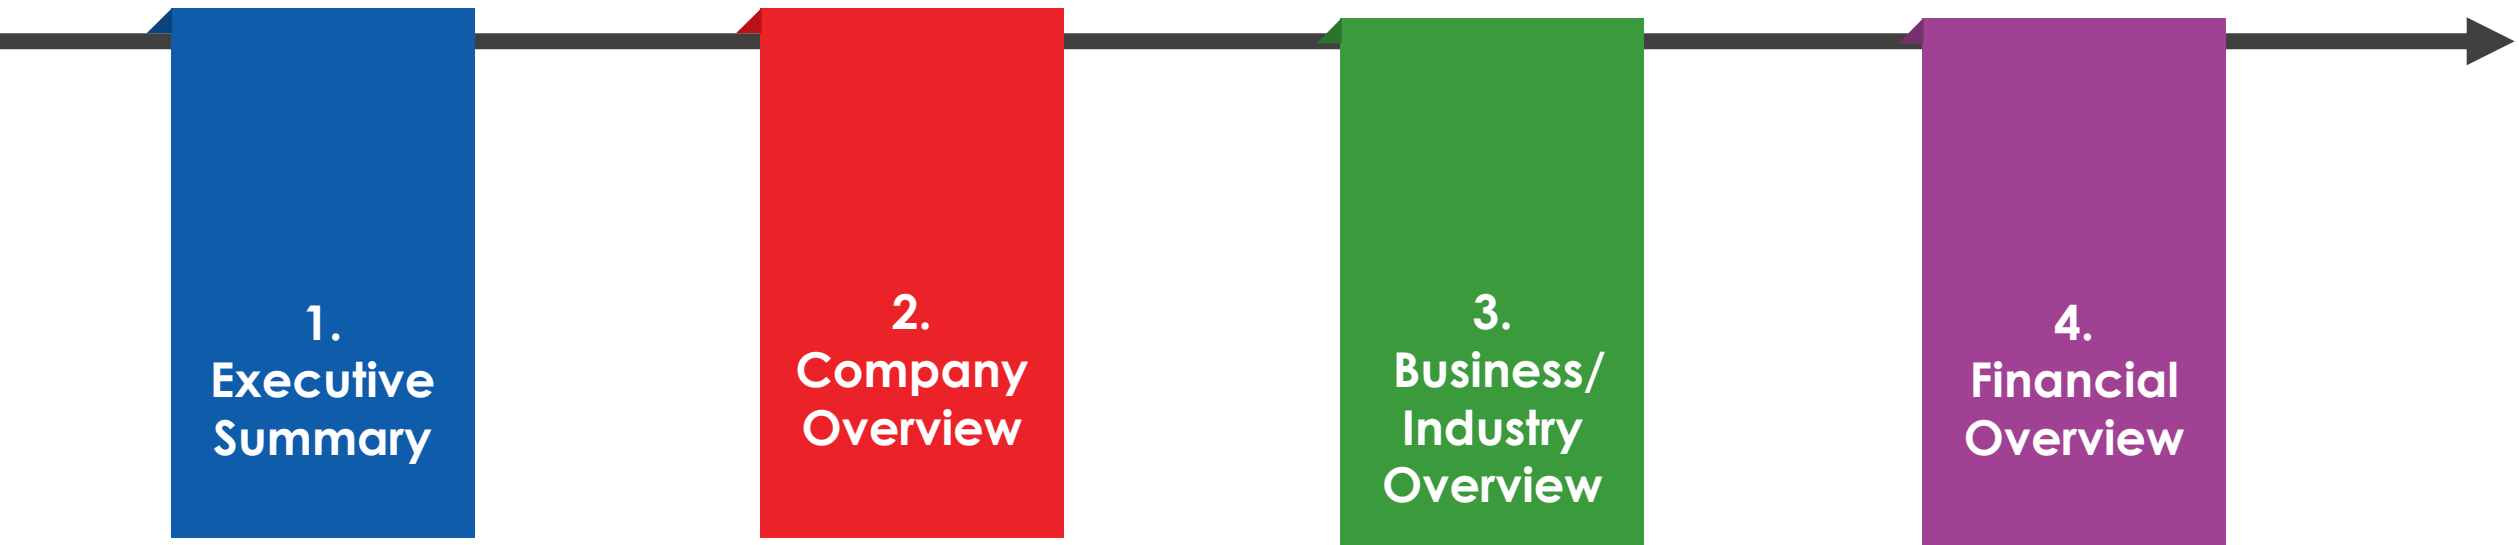 1.
Executive
Summary
2.
Company
Overview
3.
Business/
Industry
Overview
4.
Financial
Overview